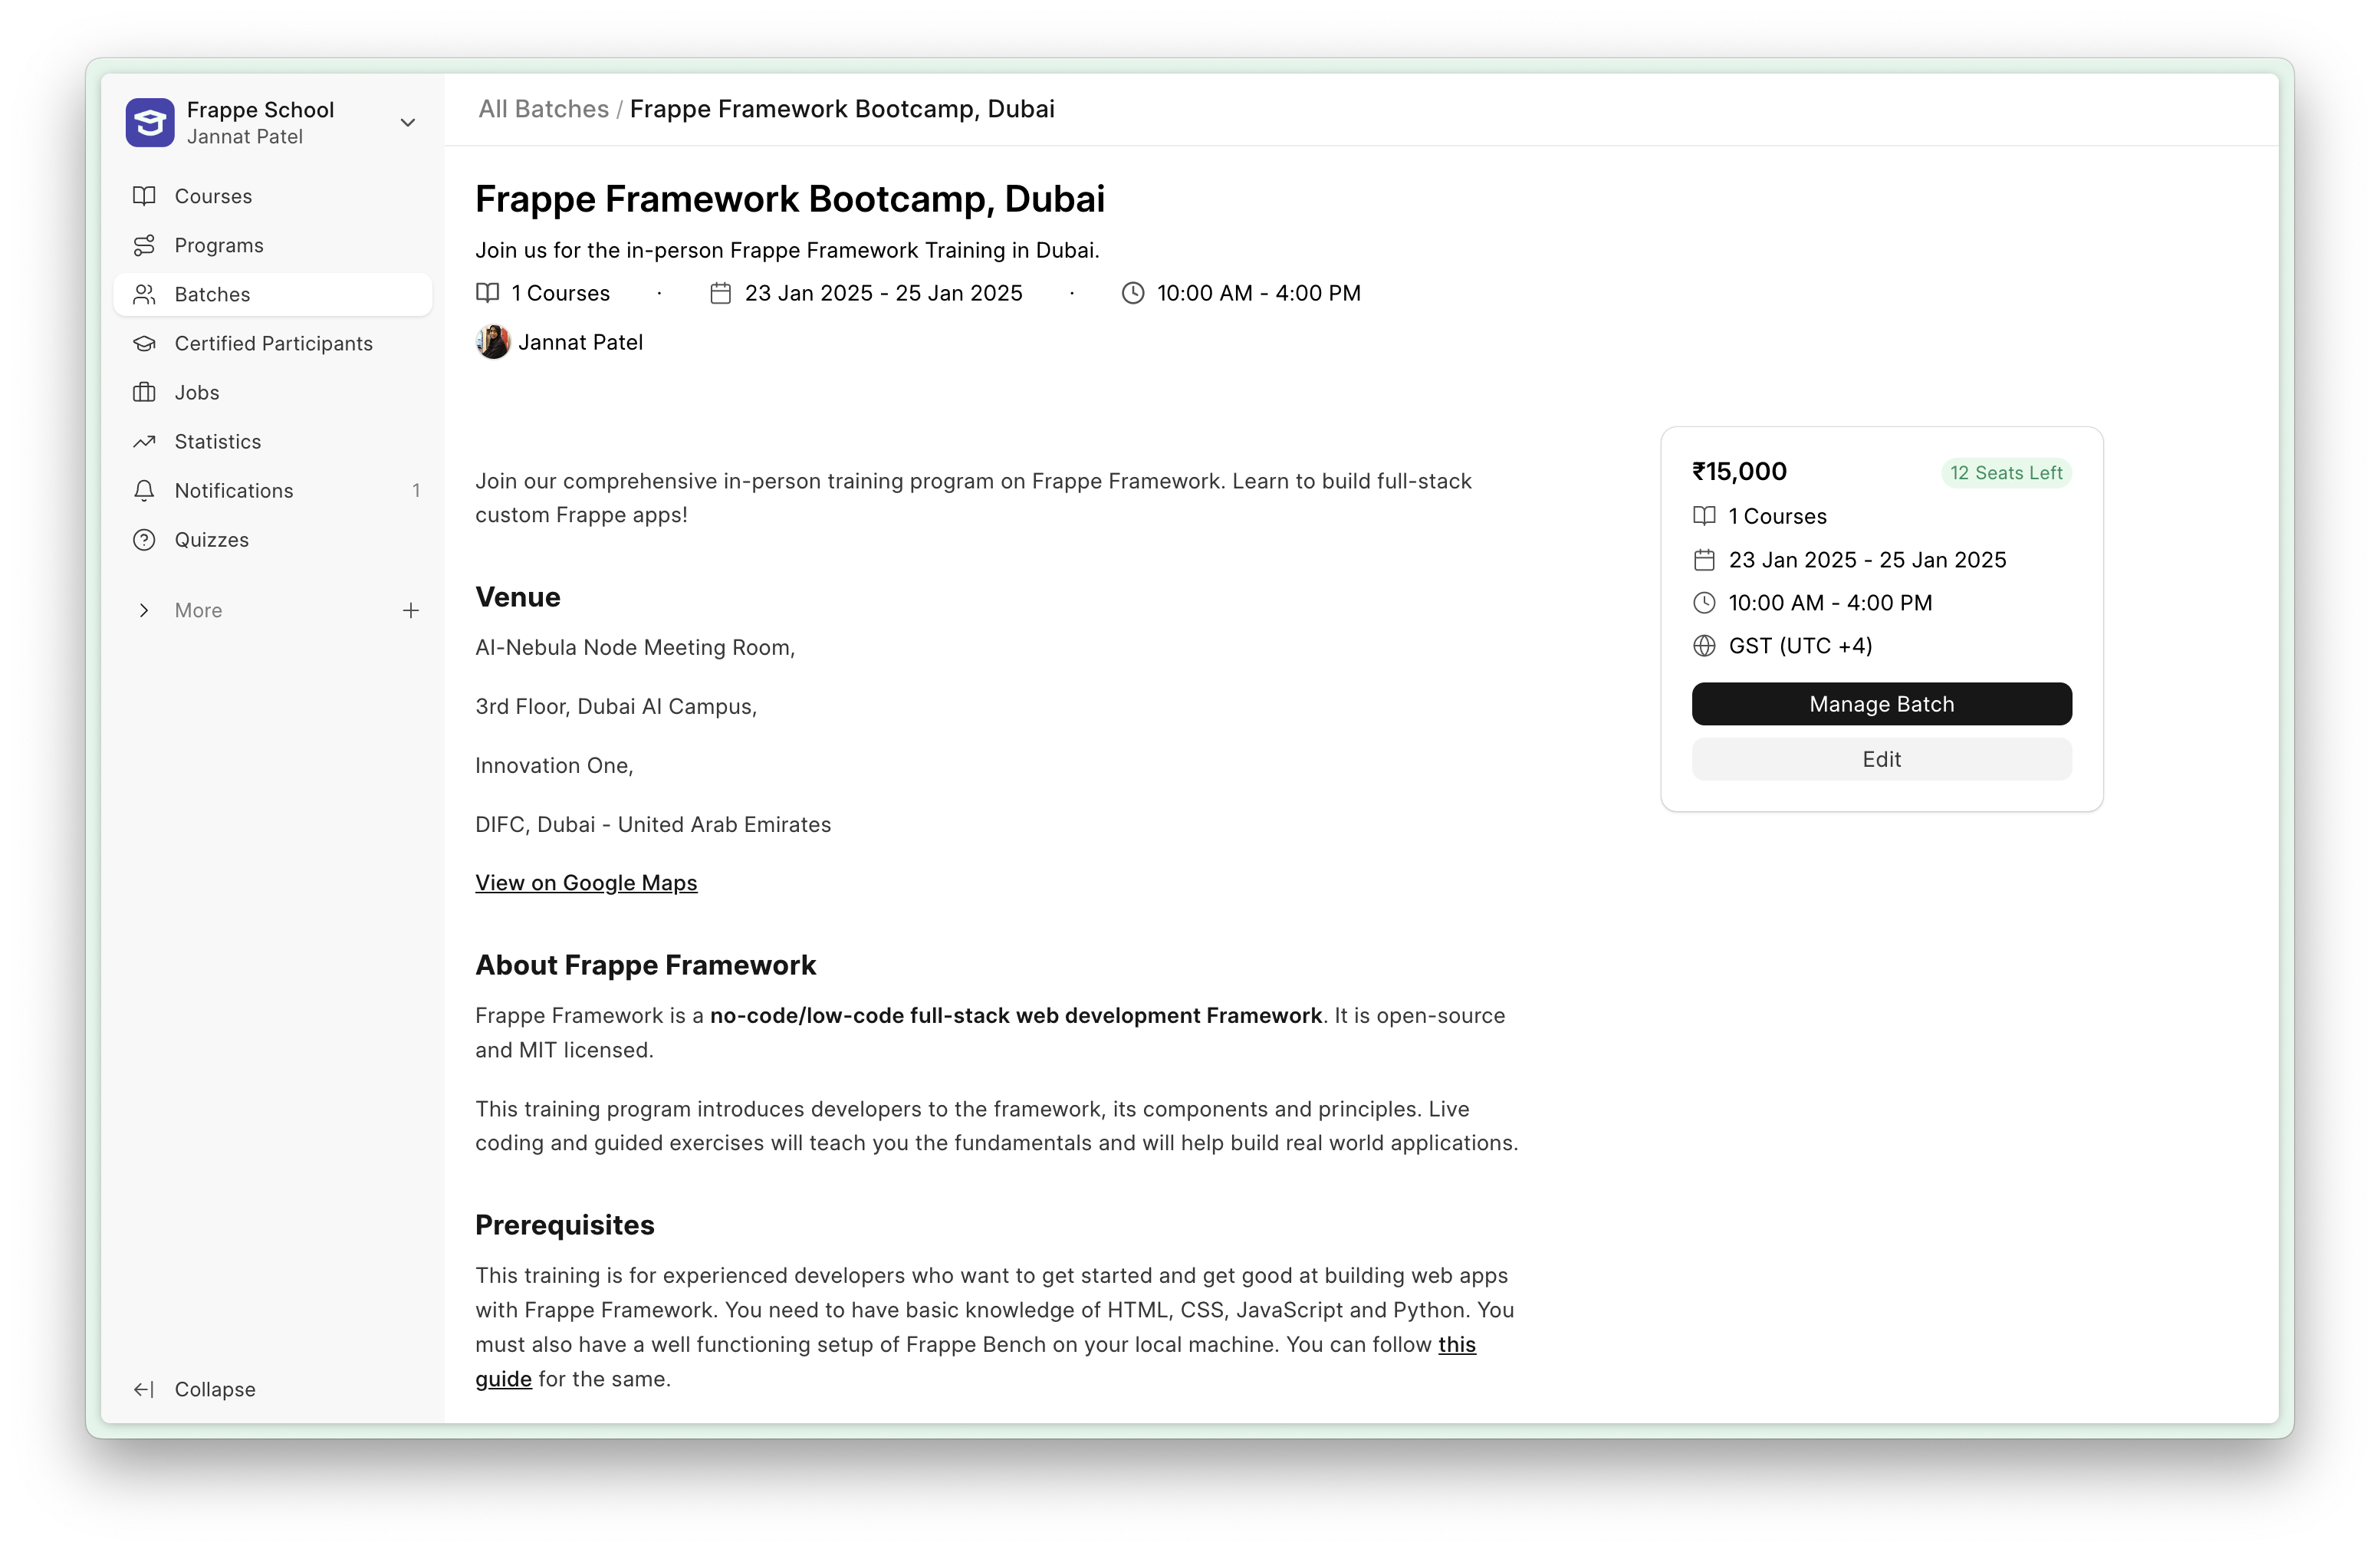 Frappe School
Jannat Patel
Courses
Programs
Batches
Certified Participants
Jobs
Statistics
Notifications 1
Quizzes
More
Collapse
All Batches / Frappe Framework Bootcamp, Dubai
Frappe Framework Bootcamp, Dubai
Join us for the in-person Frappe Framework Training in Dubai.
1 Courses · 23 Jan 2025 - 25 Jan 2025 · 10:00 AM - 4:00 PM
Jannat Patel
Join our comprehensive in-person training program on Frappe Framework. Learn to build full-stack
custom Frappe apps!
Venue
AI-Nebula Node Meeting Room,
3rd Floor, Dubai AI Campus,
Innovation One,
DIFC, Dubai - United Arab Emirates
View on Google Maps
About Frappe Framework
Frappe Framework is a no-code/low-code full-stack web development Framework. It is open-source
and MIT licensed.
This training program introduces developers to the framework, its components and principles. Live
coding and guided exercises will teach you the fundamentals and will help build real world applications.
Prerequisites
This training is for experienced developers who want to get started and get good at building web apps
with Frappe Framework. You need to have basic knowledge of HTML, CSS, JavaScript and Python. You
must also have a well functioning setup of Frappe Bench on your local machine. You can follow this
guide for the same.
₹15,000
12 Seats Left
1 Courses
23 Jan 2025 - 25 Jan 2025
10:00 AM - 4:00 PM
GST (UTC +4)
Manage Batch
Edit